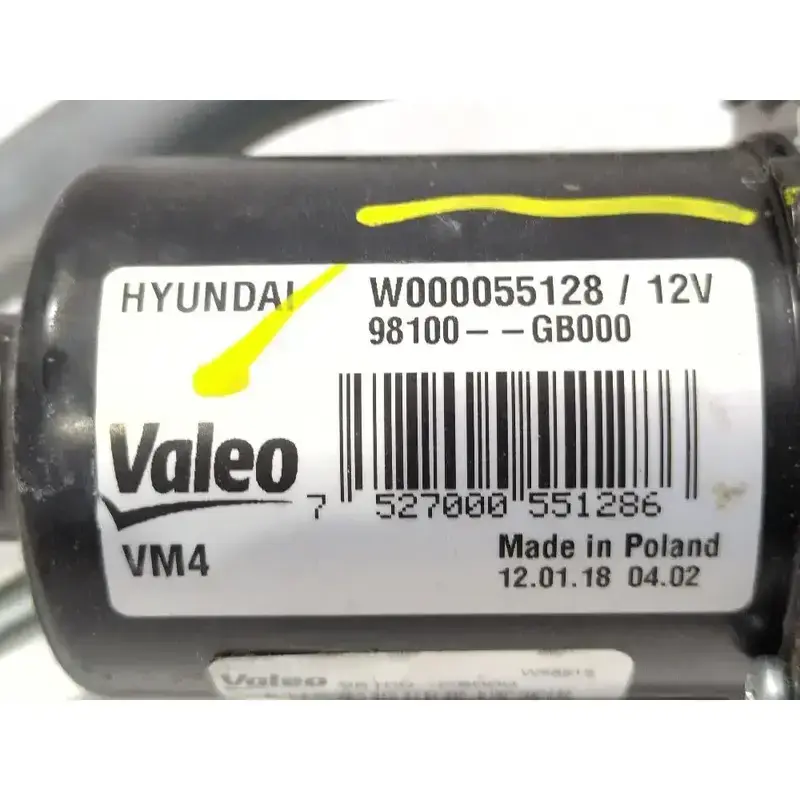 HYUNDAI W000055128 / 12V
98100-- -GB000
Valeo
7 527000 551286
VM4
Made in Poland
12.01.18 04.02
Valeo